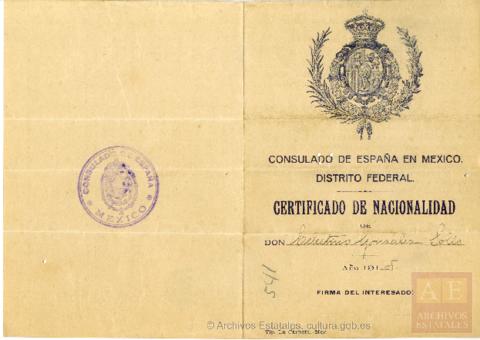 CONSULADO DE ESPAÑA
MEXICO
CONSULADO DE ESPAÑA EN MEXICO.
DISTRITO FEDERAL.
CERTIFICADO DE NACIONALIDAD
DE
DON Gonzalez
Año 191
541
FIRMA DEL INTERESADO:
AE
ARCHIVOS
ESTATALES
© Archivos Estatales, cultura.gob.es